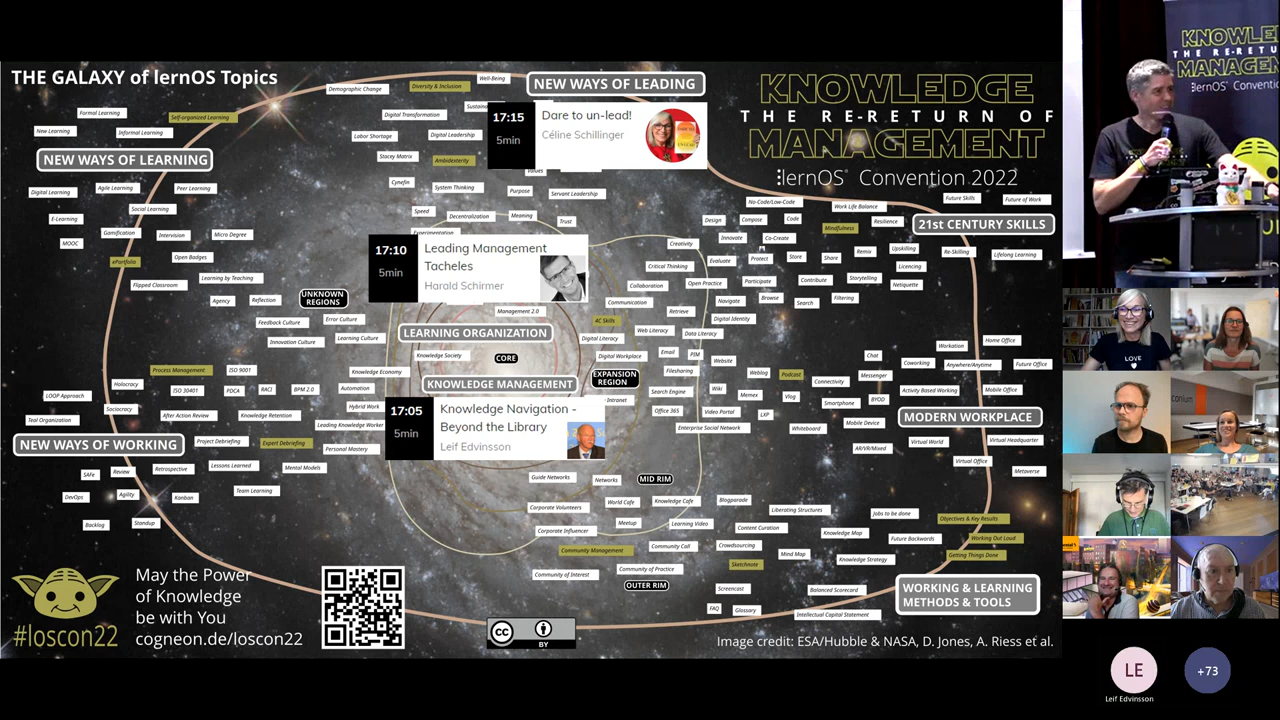 THE GALAXY of lernOS Topics
NEW WAYS OF LEARNING
Formal Learning
Self-organized Learning
New Learning
Informal Learning
Digital Learning
Agile Learning
Peer Learning
Social Learning
E-Learning
Gamification
Intervision
Micro Degree
MOOC
Open Badges
ePortfolio
Flipped Classroom
Learning by Teaching
Agency
Reflection
UNKNOWN
REGIONS
Feedback Culture
Error Culture
Innovation Culture
Learning Culture
Demographic Change
Diversity & Inclusion
Well-Being
Digital Transformation
Labor Shortage
Digital Leadership
Stacey Matrix
Ambidexterity
Cynefin
System Thinking
Purpose
Servant Leadership
Speed
Decentralization
Meaning
Trust
NEW WAYS OF LEADING
17:15
5min
Dare to un-lead!
Céline Schillinger
17:10
5min
Leading Management
Tacheles
Harald Schirmer
Management 2.0
LEARNING ORGANIZATION
Knowledge Society
CORE
Knowledge Economy
KNOWLEDGE MANAGEMENT
EXPANSION
REGION
17:05
5min
Knowledge Navigation -
Beyond the Library
Leif Edvinsson
KNOWLEDGE
THE RE-RETURN OF
MANAGEMENT
lernOS® Convention 2022
21ST CENTURY SKILLS
No-Code/Low-Code
Work Life Balance
Future Skills
Future of Work
Design
Compose
Code
Mindfulness
Resilience
Creativity
Innovate
Co-Create
Critical Thinking
Evaluate
Protect
Store
Share
Remix
Upskilling
Re-Skilling
Lifelong Learning
Licencing
Collaboration
Open Practice
Participate
Contribute
Storytelling
Netiquette
Communication
Navigate
Browse
Search
Filtering
Retrieve
4C Skills
Digital Identity
Web Literacy
Data Literacy
Digital Literacy
Digital Workplace
Email
PIM
Website
Filesharing
Weblog
Podcast
Chat
Messenger
Connectivity
Search Engine
Wiki
Memex
Vlog
Smartphone
BYOD
Intranet
Office 365
Video Portal
LXP
Mobile Device
Enterprise Social Network
Whiteboard
AR/VR/Mixed
Workation
Home Office
Coworking
Anywhere/Anytime
Future Office
Activity Based Working
Mobile Office
MODERN WORKPLACE
Virtual World
Virtual Headquarter
Virtual Office
Metaverse
Process Management
ISO 9001
Holocracy
ISO 30401
PDCA
RACI
BPM 2.0
Automation
LOOP Approach
Sociocracy
After Action Review
Knowledge Retention
Hybrid Work
Teal Organization
Leading Knowledge Worker
NEW WAYS OF WORKING
Project Debriefing
Expert Debriefing
Personal Mastery
SAFe
Review
Retrospective
Lessons Learned
Mental Models
DevOps
Agility
Kanban
Team Learning
Backlog
Standup
MID RIM
Guide Networks
Networks
Corporate Volunteers
World Cafe
Knowledge Cafe
Blogparade
Liberating Structures
Jobs to be done
Objectives & Key Results
Corporate Influencer
Meetup
Learning Video
Content Curation
Knowledge Map
Future Backwards
Working Out Loud
Community Management
Community Call
Crowdsourcing
Mind Map
Knowledge Strategy
Getting Things Done
Community of Interest
Community of Practice
Sketchnote
OUTER RIM
Screencast
Balanced Scorecard
FAQ
Glossary
Intellectual Capital Statement
WORKING & LEARNING
METHODS & TOOLS
#loscon22
May the Power
of Knowledge
be with You
cogneon.de/loscon22
CC
BY
Image credit: ESA/Hubble & NASA, D. Jones, A. Riess et al.
LOVE
LE
Leif Edvinsson
+73